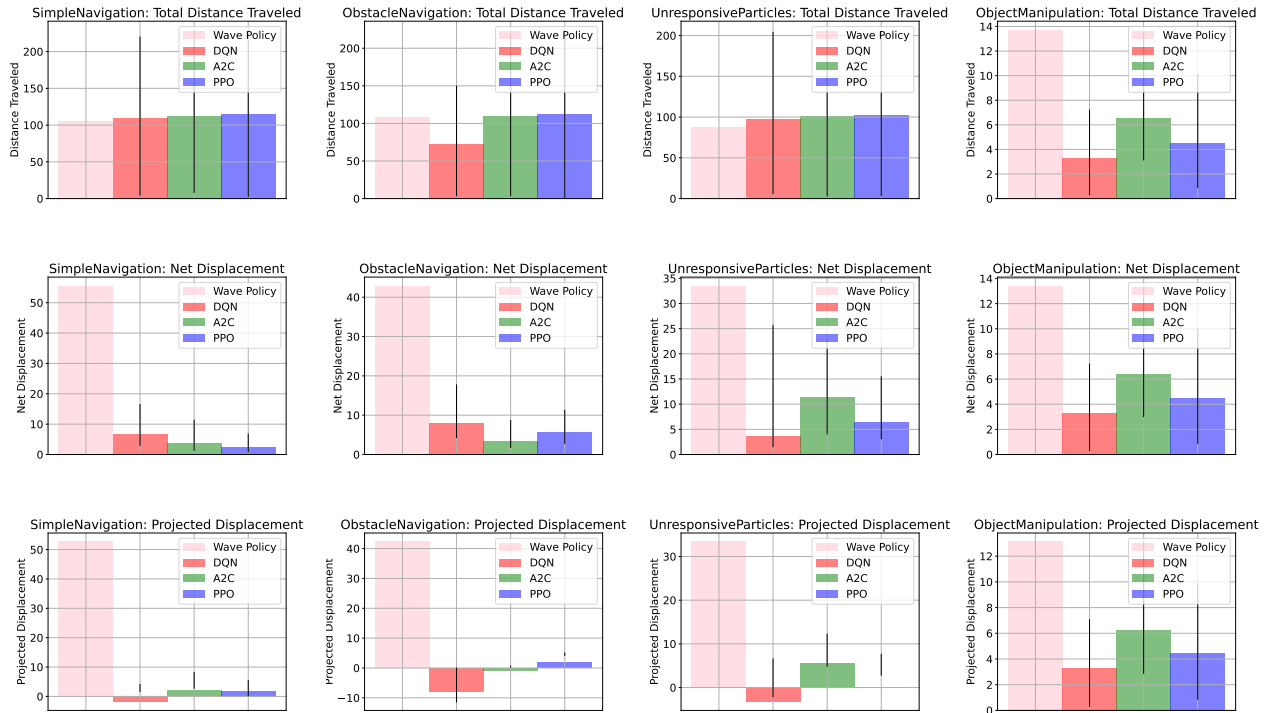 SimpleNavigation: Total Distance Traveled
Distance Traveled
200
150
100
50
0
Wave Policy
DQN
A2C
PPO
ObstacleNavigation: Total Distance Traveled
Distance Traveled
200
150
100
50
0
Wave Policy
DQN
A2C
PPO
UnresponsiveParticles: Total Distance Traveled
Distance Traveled
200
150
100
50
0
Wave Policy
DQN
A2C
PPO
ObjectManipulation: Total Distance Traveled
Distance Traveled
14
12
10
8
6
4
2
0
Wave Policy
DQN
A2C
PPO
SimpleNavigation: Net Displacement
Net Displacement
50
40
30
20
10
0
Wave Policy
DQN
A2C
PPO
ObstacleNavigation: Net Displacement
Net Displacement
40
30
20
10
0
Wave Policy
DQN
A2C
PPO
UnresponsiveParticles: Net Displacement
Net Displacement
35
30
25
20
15
10
5
0
Wave Policy
DQN
A2C
PPO
ObjectManipulation: Net Displacement
Net Displacement
14
12
10
8
6
4
2
0
Wave Policy
DQN
A2C
PPO
SimpleNavigation: Projected Displacement
Projected Displacement
50
40
30
20
10
0
Wave Policy
DQN
A2C
PPO
ObstacleNavigation: Projected Displacement
Projected Displacement
40
30
20
10
0
−10
Wave Policy
DQN
A2C
PPO
UnresponsiveParticles: Projected Displacement
Projected Displacement
30
20
10
0
Wave Policy
DQN
A2C
PPO
ObjectManipulation: Projected Displacement
Projected Displacement
12
10
8
6
4
2
0
Wave Policy
DQN
A2C
PPO